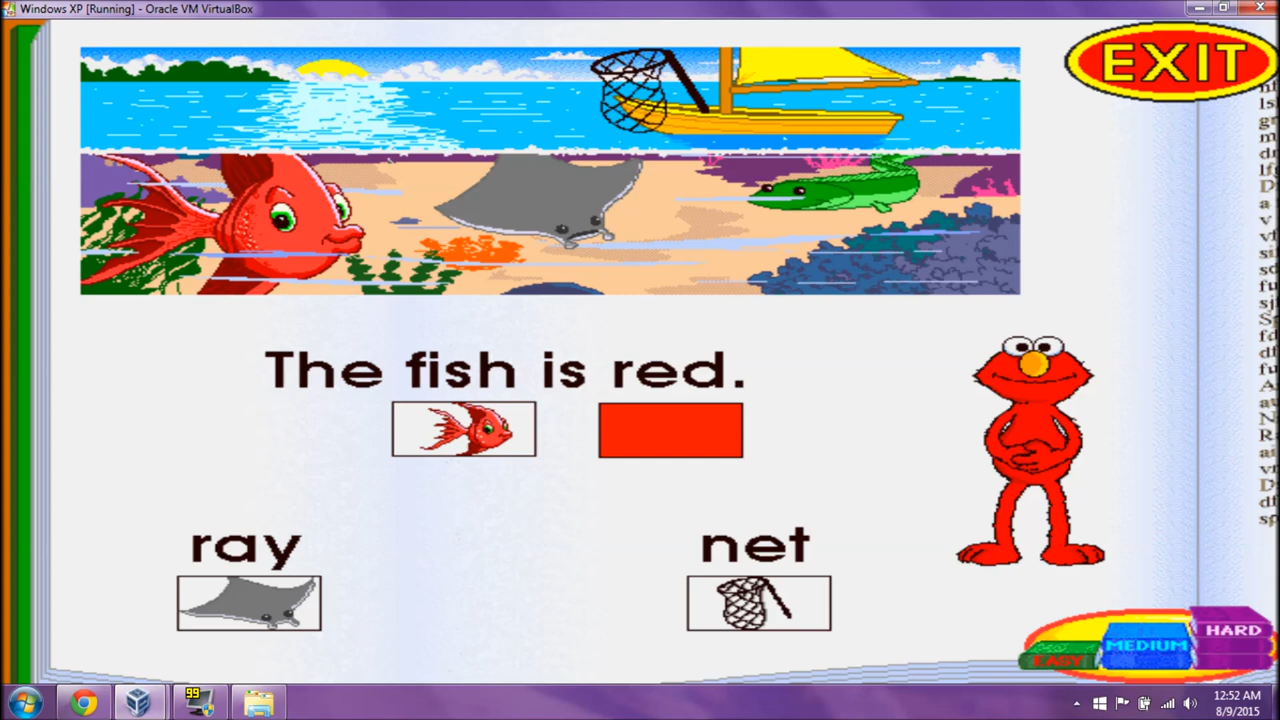 Windows XP [Running] - Oracle VM VirtualBox
EXIT
The fish is red.
ray
net
EASY
MEDIUM
HARD
99
12:52 AM
8/9/2015